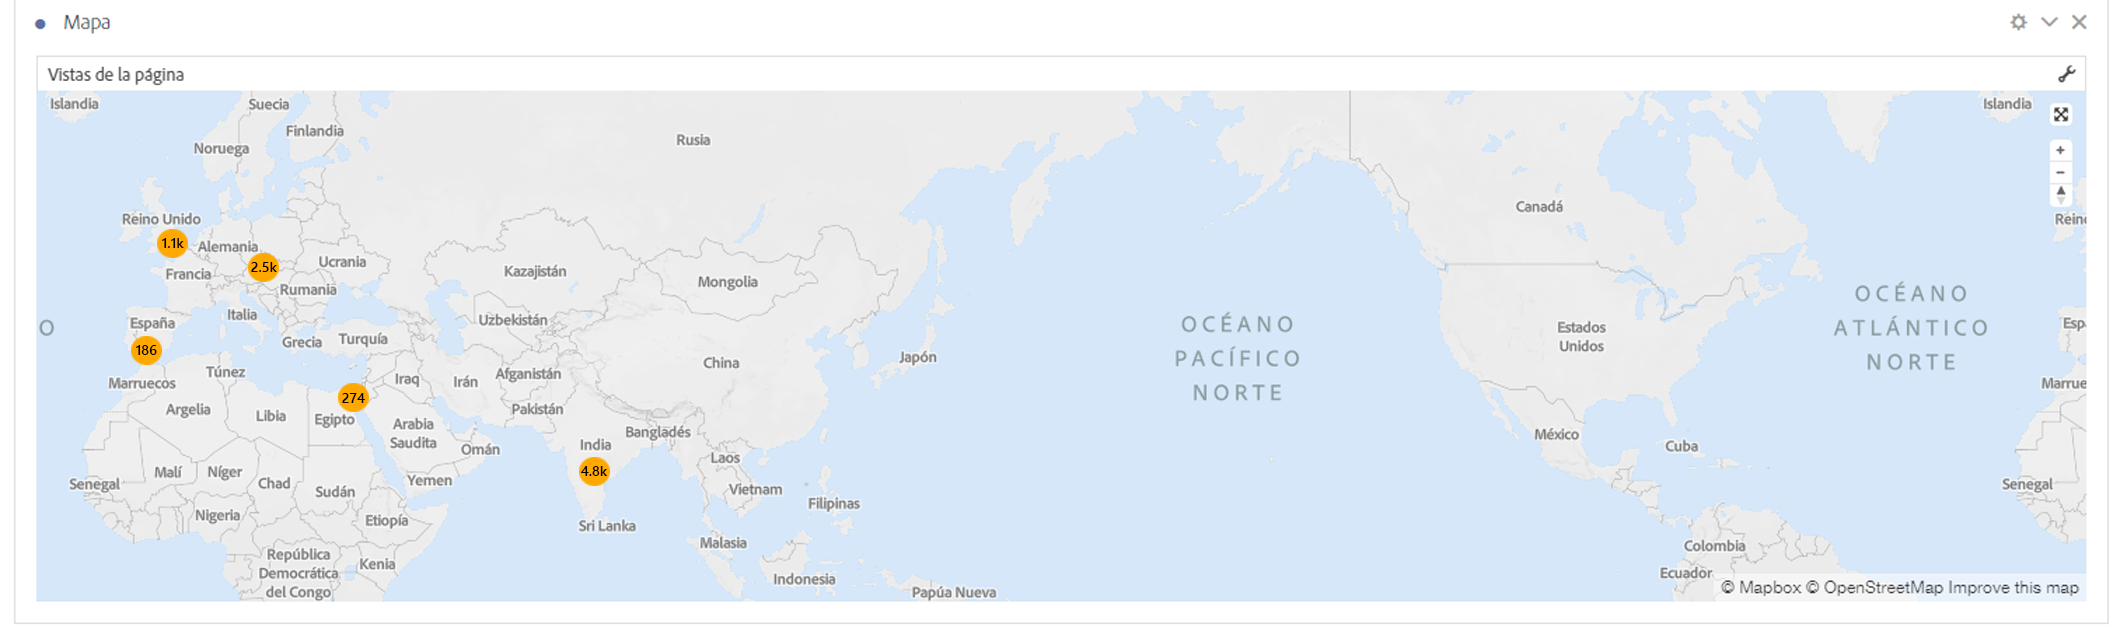 Mapa
Vistas de la página
Islandia
Suecia
Islandia
Finlandia
Rusia
Noruega
Canadá
Reino Unido
Rein
1.1k
Alemania
2.5k
Ucrania
Francia
Kazajistán
Mongolia
Rumania
OCÉANO
ATLÁNTICO
NORTE
Italia
Uzbekistán
España
OCÉANO
PACÍFICO
NORTE
Estados
Unidos
Esp
O
Grecia
Turquía
186
Japón
China
Túnez
Afganistán
Marruecos
Iraq
Irán
Marrue
274
Argelia
Libia
Egipto
Pakistán
Arabia
Saudita
Bangladés
México
India
Omán
Cuba
Laos
4.8k
Malí
Níger
Chad
Yemen
Senegal
Sudán
Vietnam
Senegal
Filipinas
Nigeria
Etiopía
Sri Lanka
Malasia
Colombia
República
Democrática
del Congo
Kenia
Indonesia
Ecuador
Papúa Nueva
© Mapbox © OpenStreetMap Improve this map